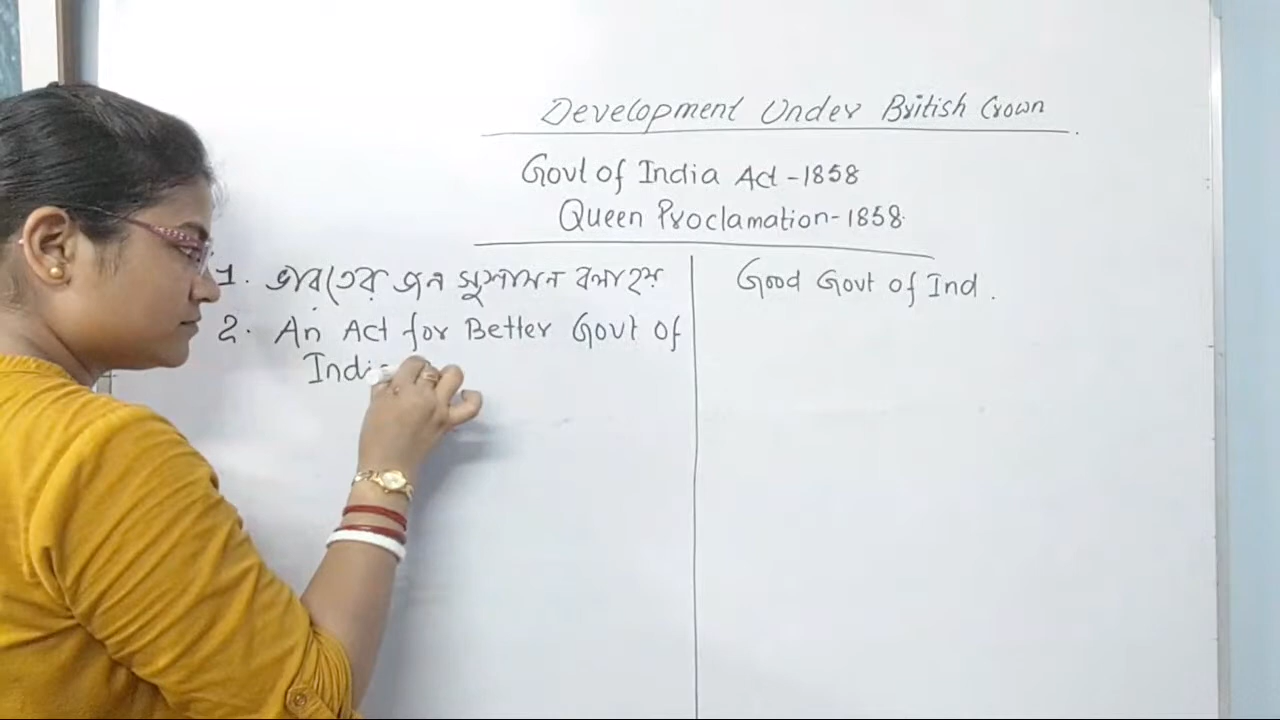 Development Under British Crown
Govt of India Act - 1858
Queen Proclamation - 1858
1. ভারতের জন সুশাসন বলা হয়
Good Govt of Ind.
2. An Act for Better Govt of
India